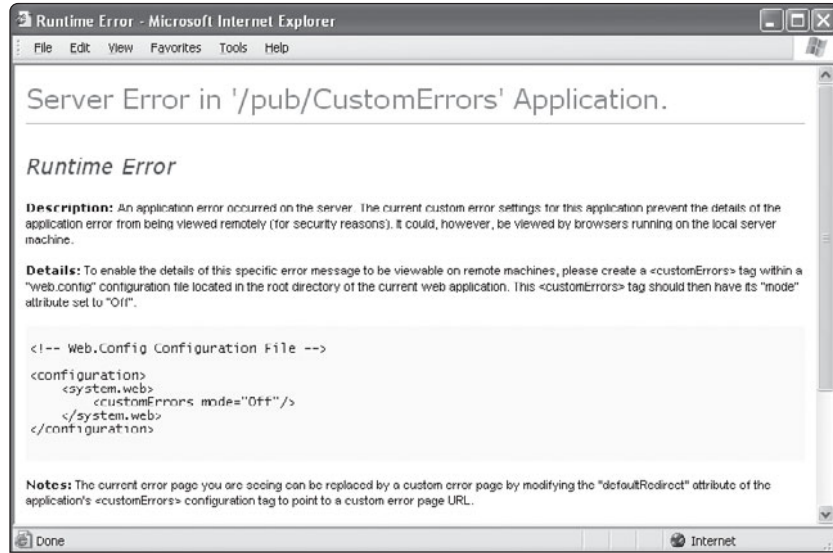 Runtime Error - Microsoft Internet Explorer
File Edit View Favorites Tools Help
Server Error in '/pub/CustomErrors' Application.
Runtime Error
Description: An application error occurred on the server. The current custom error settings for this application prevent the details of the
application error from being viewed remotely (for security reasons). It could, however, be viewed by browsers running on the local server
machine.
Details: To enable the details of this specific error message to be viewable on remote machines, please create a <customErrors> tag within a
"web.config" configuration file located in the root directory of the current web application. This <customErrors> tag should then have its "mode"
attribute set to "Off".
<!-- Web.Config Configuration File -->
<configuration>
<system.web>
<customErrors mode="Off"/>
</system.web>
</configuration>
Notes: The current error page you are seeing can be replaced by a custom error page by modifying the "defaultRedirect" attribute of the
application's <customErrors> configuration tag to point to a custom error page URL.
Done Internet